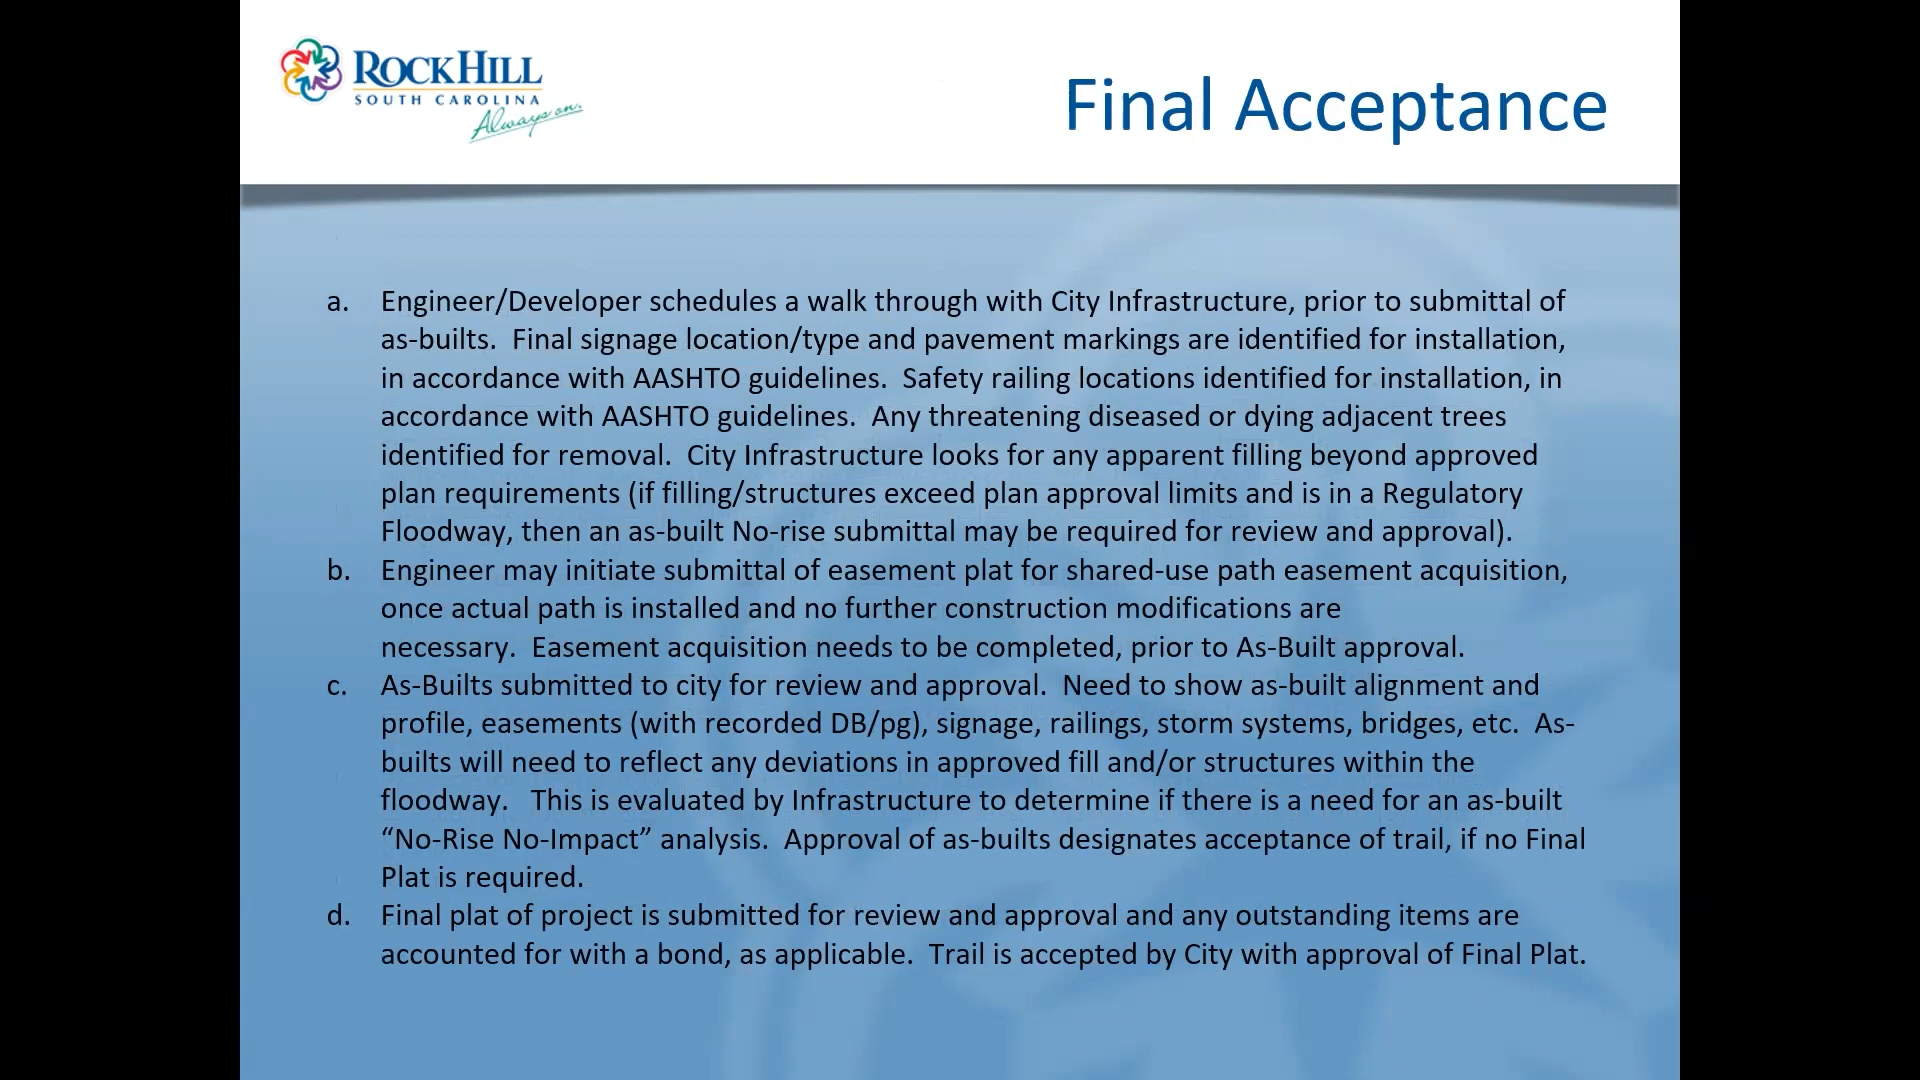 ROCK HILL
SOUTH CAROLINA
Always on.
Final Acceptance
a. Engineer/Developer schedules a walk through with City Infrastructure, prior to submittal of
as-builts.  Final signage location/type and pavement markings are identified for installation,
in accordance with AASHTO guidelines.  Safety railing locations identified for installation, in
accordance with AASHTO guidelines.  Any threatening diseased or dying adjacent trees
identified for removal.  City Infrastructure looks for any apparent filling beyond approved
plan requirements (if filling/structures exceed plan approval limits and is in a Regulatory
Floodway, then an as-built No-rise submittal may be required for review and approval).
b. Engineer may initiate submittal of easement plat for shared-use path easement acquisition,
once actual path is installed and no further construction modifications are
necessary.  Easement acquisition needs to be completed, prior to As-Built approval.
c. As-Builts submitted to city for review and approval.  Need to show as-built alignment and
profile, easements (with recorded DB/pg), signage, railings, storm systems, bridges, etc.  As-
builts will need to reflect any deviations in approved fill and/or structures within the
floodway.   This is evaluated by Infrastructure to determine if there is a need for an as-built
“No-Rise No-Impact” analysis.  Approval of as-builts designates acceptance of trail, if no Final
Plat is required.
d. Final plat of project is submitted for review and approval and any outstanding items are
accounted for with a bond, as applicable.  Trail is accepted by City with approval of Final Plat.